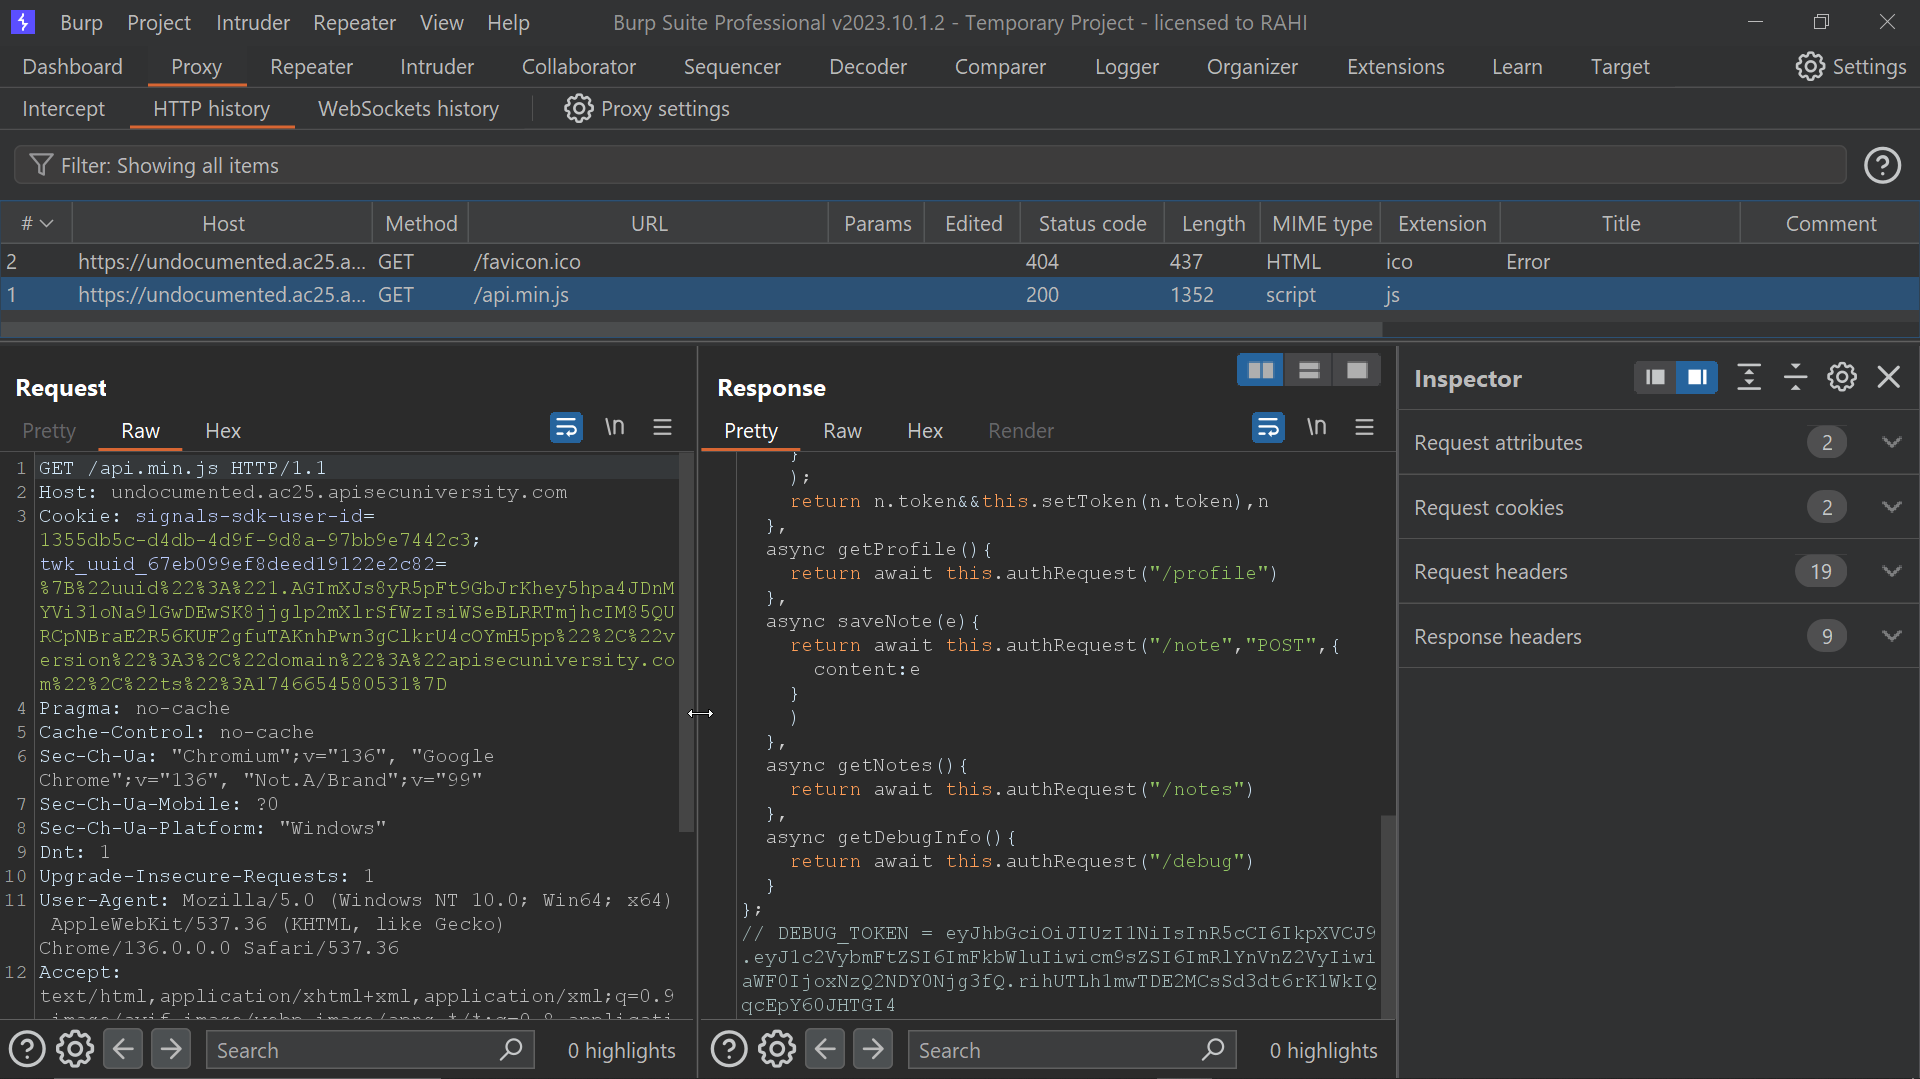 Burp Project Intruder Repeater View Help Burp Suite Professional v2023.10.1.2 - Temporary Project - licensed to RAHI
Dashboard Proxy Repeater Intruder Collaborator Sequencer Decoder Comparer Logger Organizer Extensions Learn Target Settings
Intercept HTTP history WebSockets history Proxy settings
Filter: Showing all items
# Host Method URL Params Edited Status code Length MIME type Extension Title Comment
2 https://undocumented.ac25.a... GET /favicon.ico 404 437 HTML ico Error
1 https://undocumented.ac25.a... GET /api.min.js 200 1352 script js
Request
Pretty Raw Hex \n
1 GET /api.min.js HTTP/1.1
2 Host: undocumented.ac25.apisecuniversity.com
3 Cookie: signals-sdk-user-id=
1355db5c-d4db-4d9f-9d8a-97bb9e7442c3;
twk_uuid_67eb099ef8deed19122e2c82=
%7B%22uuid%22%3A%221.AGImXJs8yR5pFt9GbJrKhey5hpa4JDnM
YVi31oNa9lGwDEwSK8jjglp2mXlrSfWzIsiWSeBLRRTmjhcIM85QU
RCpNBraE2R56KUF2gfuTAKnhPwn3gClkrU4cOYmH5pp%22%2C%22v
ersion%22%3A3%2C%22domain%22%3A%22apisecuniversity.co
m%22%2C%22ts%22%3A1746654580531%7D
4 Pragma: no-cache
5 Cache-Control: no-cache
6 Sec-Ch-Ua: "Chromium";v="136", "Google
Chrome";v="136", "Not.A/Brand";v="99"
7 Sec-Ch-Ua-Mobile: ?0
8 Sec-Ch-Ua-Platform: "Windows"
9 Dnt: 1
10 Upgrade-Insecure-Requests: 1
11 User-Agent: Mozilla/5.0 (Windows NT 10.0; Win64; x64)
AppleWebKit/537.36 (KHTML, like Gecko)
Chrome/136.0.0.0 Safari/537.36
12 Accept:
text/html,application/xhtml+xml,application/xml;q=0.9
Search 0 highlights
Response
Pretty Raw Hex Render \n
}
);
return n.token&&this.setToken(n.token),n
},
async getProfile(){
return await this.authRequest("/profile")
},
async saveNote(e){
return await this.authRequest("/note","POST",{
content:e
}
)
},
async getNotes(){
return await this.authRequest("/notes")
},
async getDebugInfo(){
return await this.authRequest("/debug")
}
};
// DEBUG_TOKEN = eyJhbGciOiJIUzI1NiIsInR5cCI6IkpXVCJ9
.eyJ1c2VybmFtZSI6ImFkbWluIiwicm9sZSI6ImRlYnVnZ2VyIiwi
aWF0IjoxNzQ2NDY0Njg3fQ.rihUTLh1mwTDE2MCsSd3dt6rK1WkIQ
qcEpY60JHTGI4
Search 0 highlights
Inspector
Request attributes 2
Request cookies 2
Request headers 19
Response headers 9